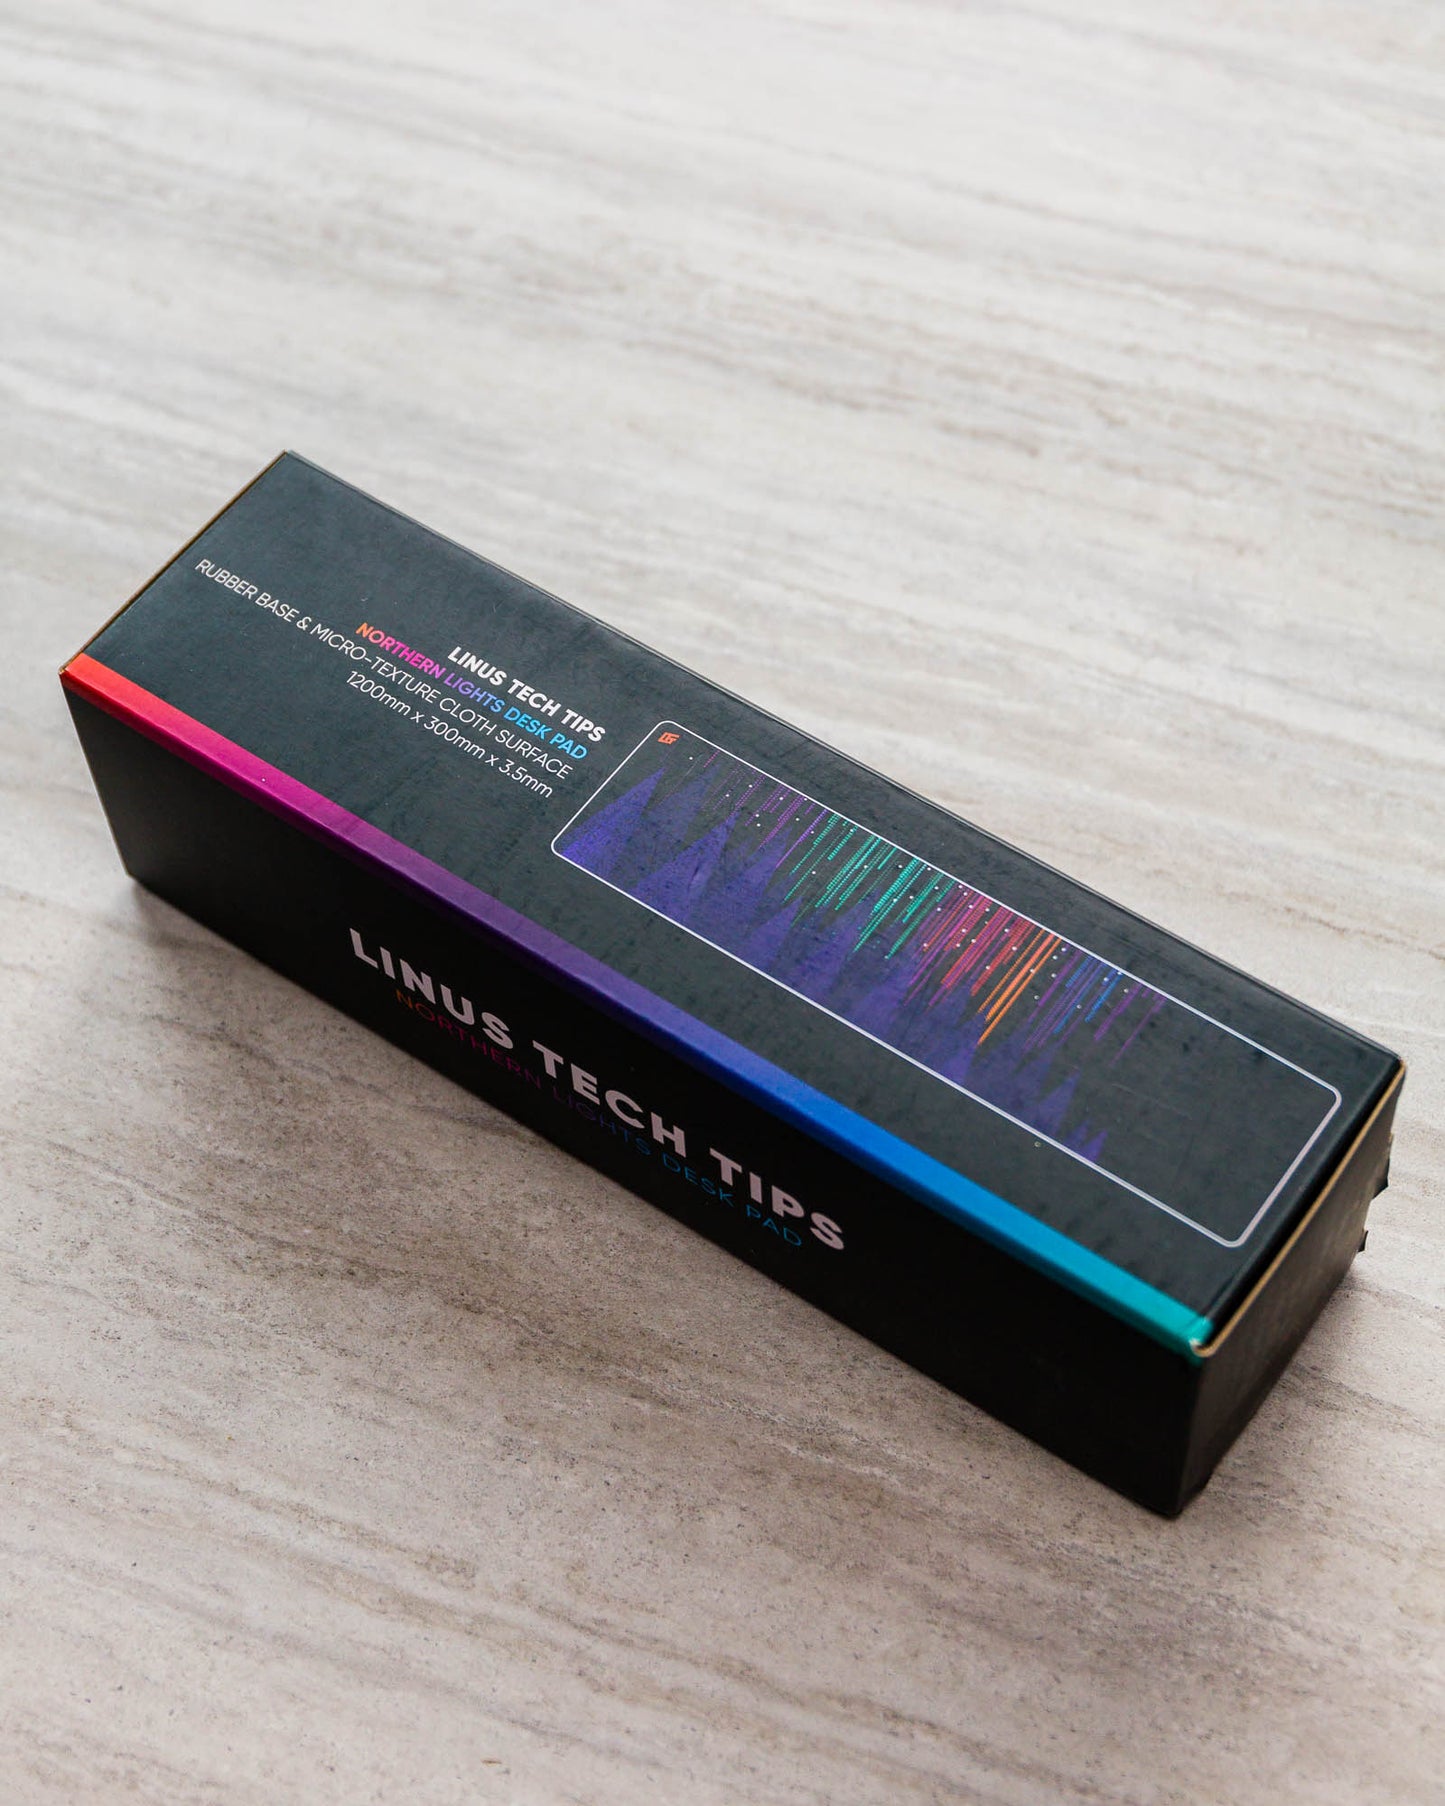 LINUS TECH TIPS
NORTHERN LIGHTS DESK PAD
RUBBER BASE & MICRO-TEXTURE CLOTH SURFACE
1200mm x 300mm x 3.5mm
LINUS TECH TIPS
NORTHERN LIGHTS DESK PAD